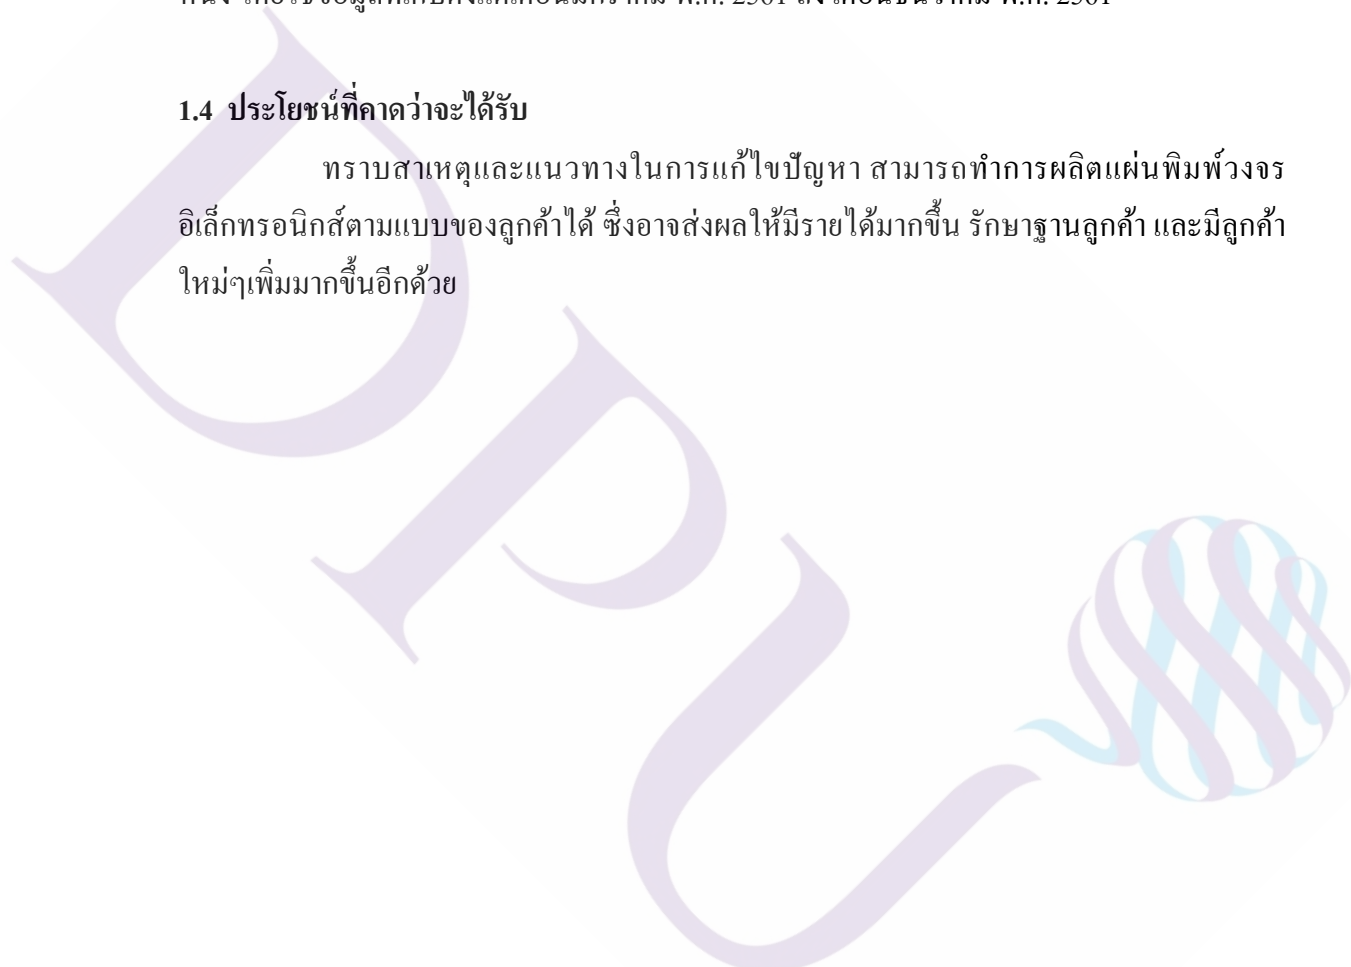 1.4 ประโยชน์ที่คาดว่าจะได้รับ
ทราบสาเหตุและแนวทางในการแก้ไขปัญหา สามารถทำการผลิตแผ่นพิมพ์วงจร
อิเล็กทรอนิกส์ตามแบบของลูกค้าได้ ซึ่งอาจส่งผลให้มีรายได้มากขึ้น รักษาฐานลูกค้า และมีลูกค้า
ใหม่ๆเพิ่มมากขึ้นอีกด้วย
DPU